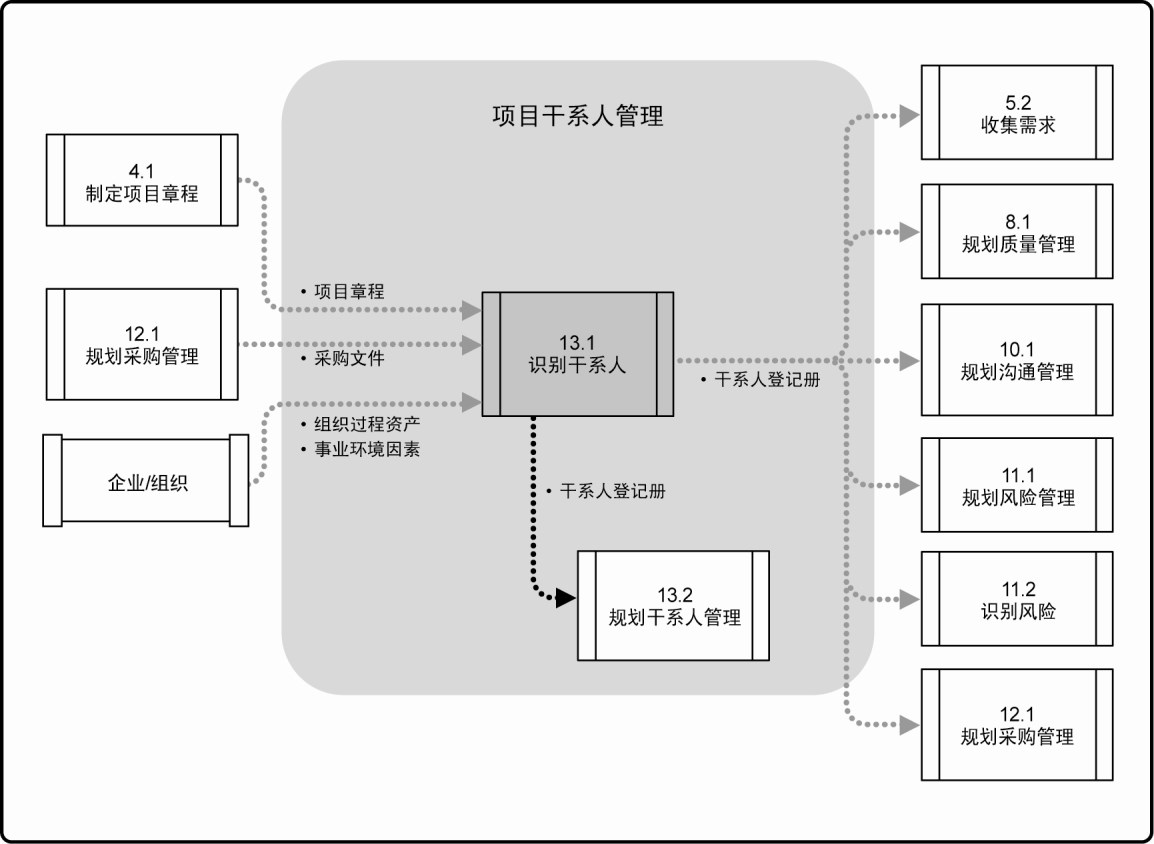 项目干系人管理
4.1
制定项目章程
12.1
规划采购管理
企业/组织
• 项目章程
• 采购文件
• 组织过程资产
• 事业环境因素
13.1
识别干系人
• 干系人登记册
• 干系人登记册
13.2
规划干系人管理
5.2
收集需求
8.1
规划质量管理
10.1
规划沟通管理
11.1
规划风险管理
11.2
识别风险
12.1
规划采购管理